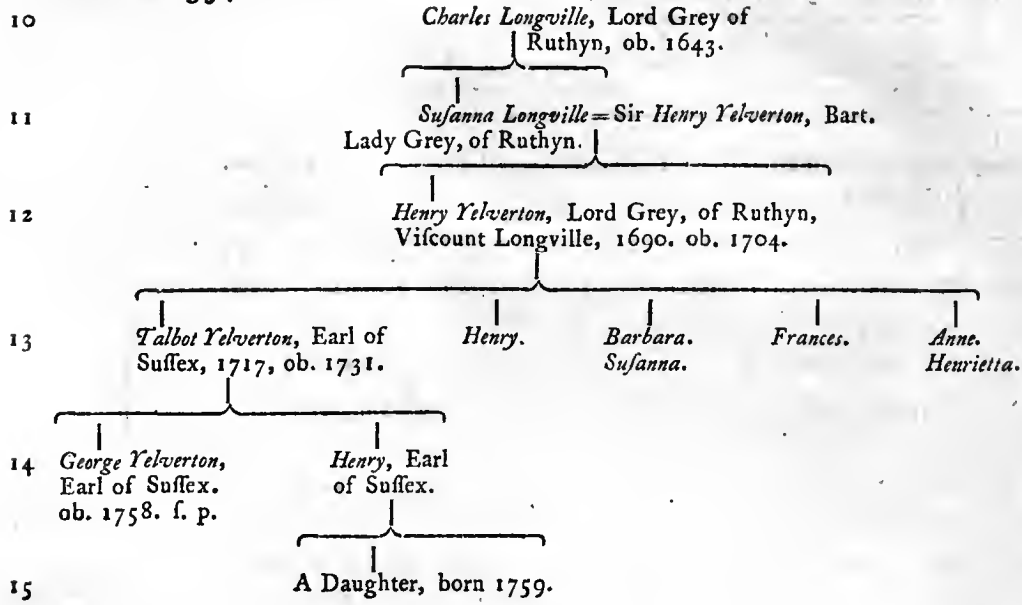 10 Charles Longville, Lord Grey of
Ruthyn, ob. 1643.
11 Suſanna Longville = Sir Henry Yelverton, Bart.
Lady Grey, of Ruthyn.
12 Henry Yelverton, Lord Grey, of Ruthyn,
Viſcount Longville, 1690. ob. 1704.
13 Talbot Yelverton, Earl of Henry. Barbara. Frances. Anne.
Suſſex, 1717, ob. 1731. Suſanna. Henrietta.
14 George Yelverton, Henry, Earl
Earl of Suſſex. of Suſſex.
ob. 1758. ſ. p.
15 A Daughter, born 1759.